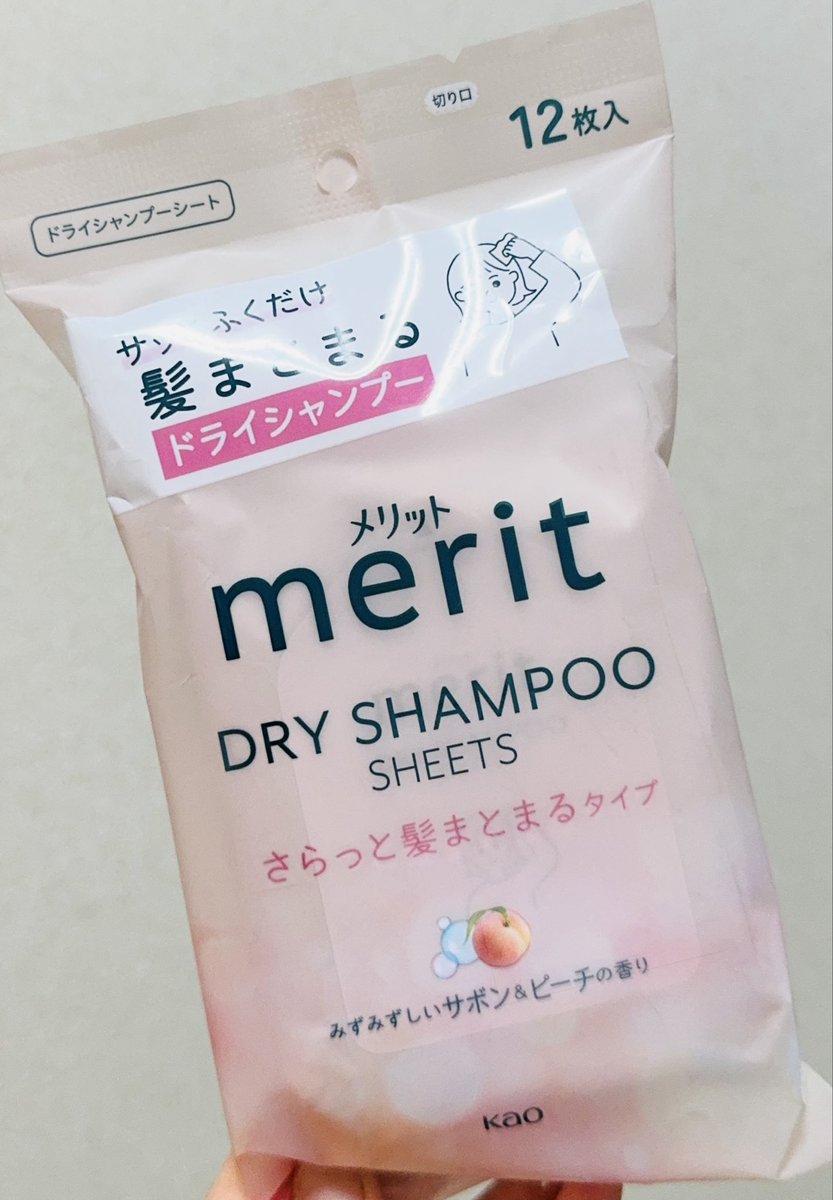 切り口
12枚入
ドライシャンプーシート
サッとふくだけ
髪まとまる
ドライシャンプー
メリット
merit
DRY SHAMPOO
SHEETS
さらっと髪まとまるタイプ
みずみずしいサボン&ピーチの香り
Kao